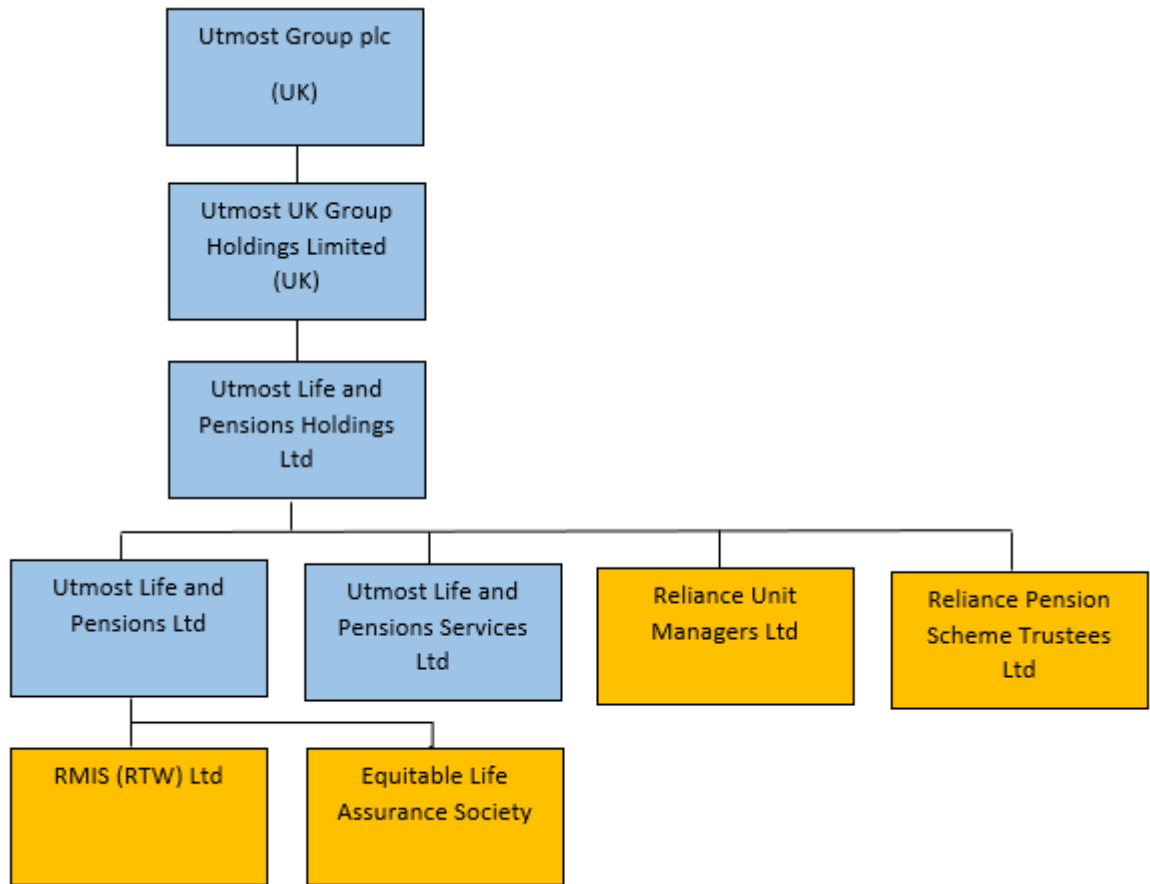 Utmost Group plc
(UK)
Utmost UK Group
Holdings Limited
(UK)
Utmost Life and
Pensions Holdings
Ltd
Utmost Life and
Pensions Ltd
Utmost Life and
Pensions Services
Ltd
Reliance Unit
Managers Ltd
Reliance Pension
Scheme Trustees
Ltd
RMIS (RTW) Ltd
Equitable Life
Assurance Society